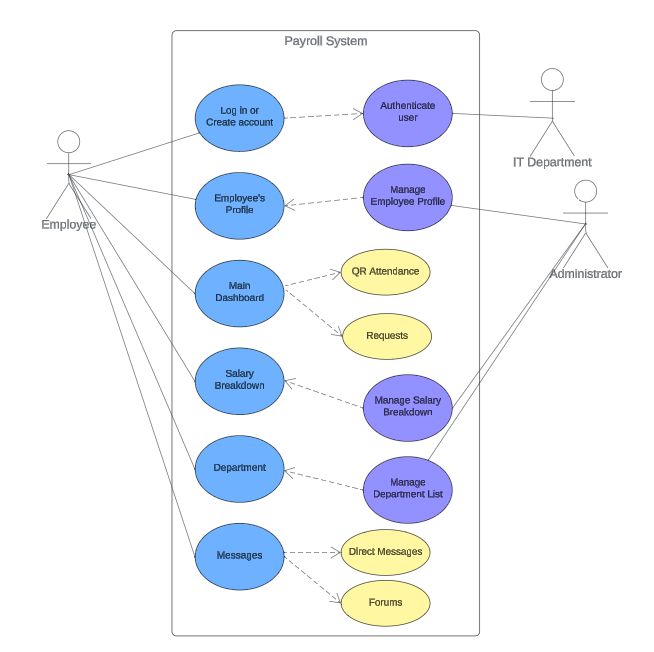 Payroll System
Log in or
Create account
Authenticate
user
IT Department
Employee
Employee's
Profile
Manage
Employee Profile
Administrator
Main
Dashboard
QR Attendance
Requests
Salary
Breakdown
Manage Salary
Breakdown
Department
Manage
Department List
Messages
Direct Messages
Forums